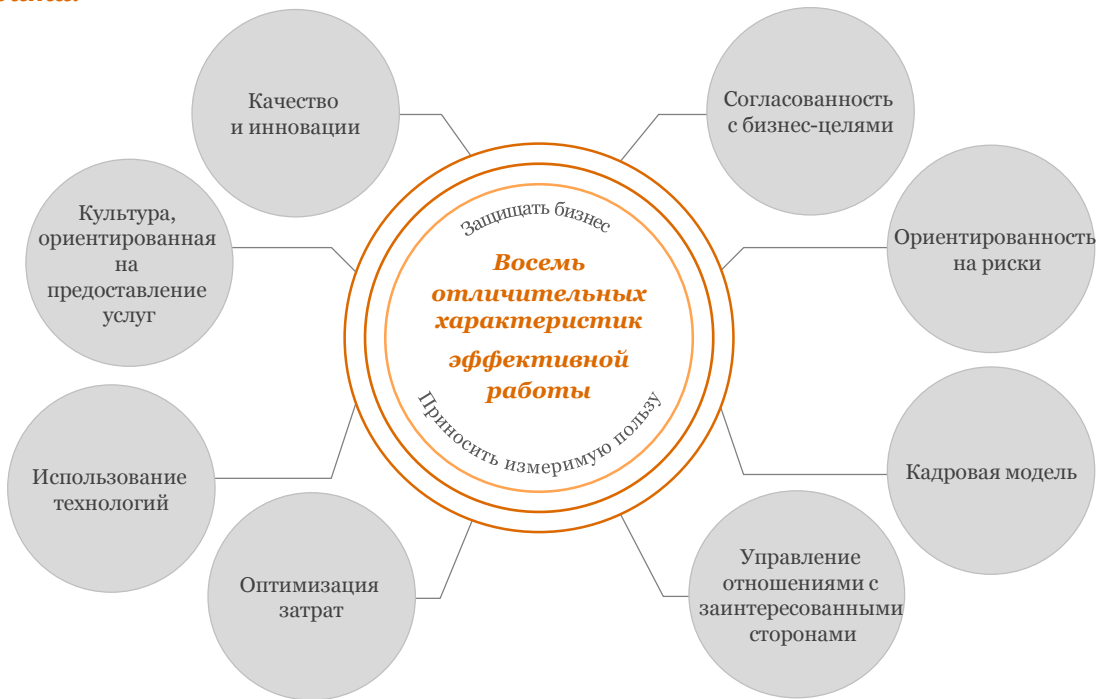 Качество
и инновации
Согласованность
с бизнес-целями
Культура,
ориентированная
на
предоставление
услуг
Защищать бизнес
Восемь
отличительных
характеристик
эффективной
работы
Приносить измеримую пользу
Ориентированность
на риски
Использование
технологий
Кадровая модель
Оптимизация
затрат
Управление
отношениями с
заинтересованными
сторонами